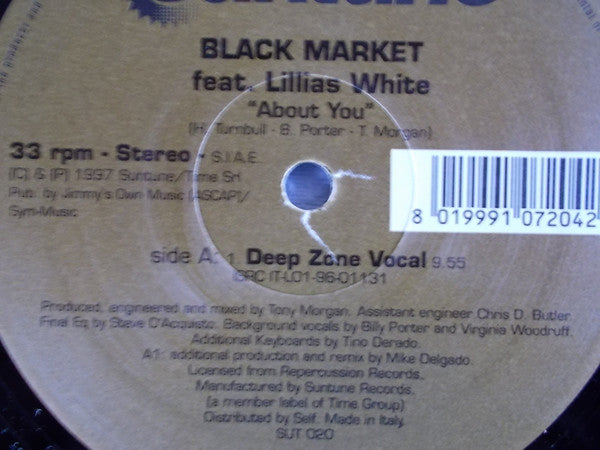 BLACK MARKET
feat. Lillias White
"About You"
(H. Turnbull - B. Porter - T. Morgan)
33 rpm - Stereo - S.I.A.E.
(C) & (P) 1997 Suntune/Time Srl
Pub. by Jimmy's Own Music (ASCAP)/
Sym-Music
8 019991 072042
side A: 1. Deep Zone Vocal 9.55
ISRC IT-L01-96-01131
Produced, engineered and mixed by Tony Morgan. Assistant engineer Chris D. Butler.
Final Eq by Steve D'Acquisto. Background vocals by Billy Porter and Virginia Woodruff.
Additional Keyboards by Tino Derado.
A1: additional production and remix by Mike Delgado.
Licensed from Repercussion Records.
Manufactured by Suntune Records.
(a member label of Time Group)
Distributed by Self. Made in Italy.
SUT 020